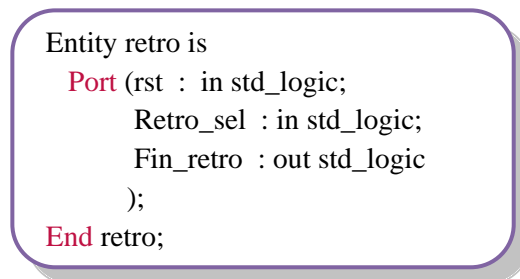 Entity retro is
Port (rst : in std_logic;
Retro_sel : in std_logic;
Fin_retro : out std_logic
);
End retro;